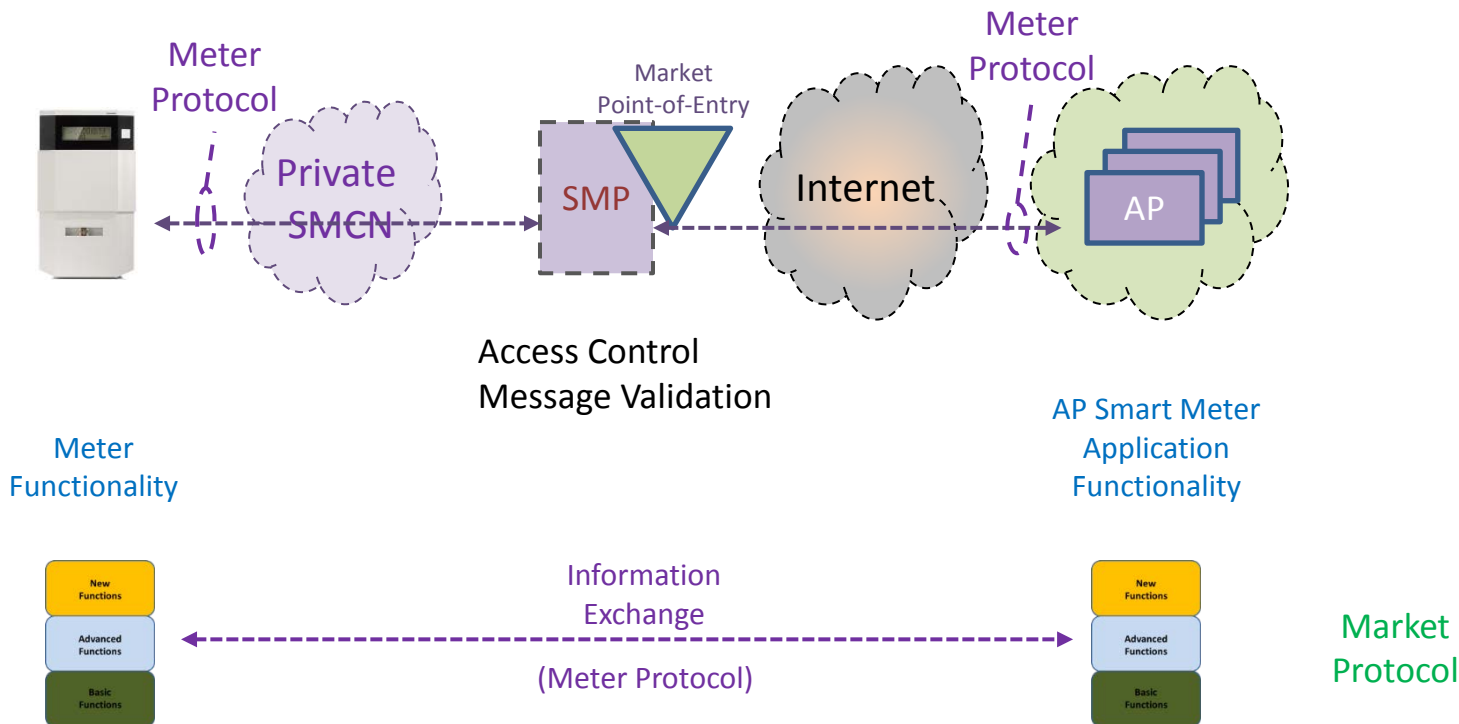 Meter
Protocol
Market
Point-of-Entry
Meter
Protocol
Private
SMCN
SMP
Internet
AP
Access Control
Message Validation
Meter
Functionality
AP Smart Meter
Application
Functionality
New
Functions
Advanced
Functions
Basic
Functions
Information
Exchange
(Meter Protocol)
New
Functions
Advanced
Functions
Basic
Functions
Market
Protocol